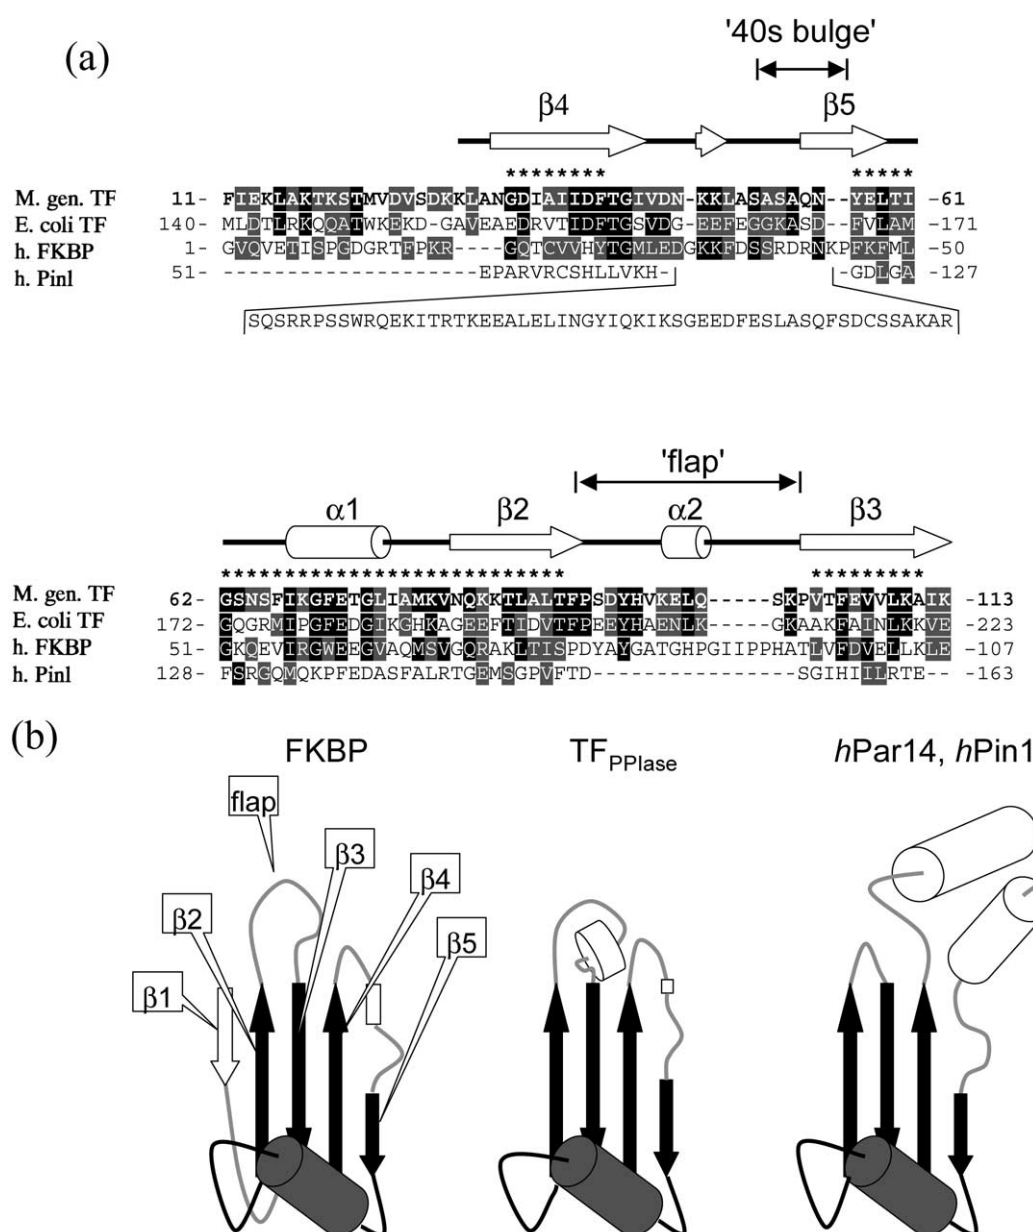 (a)
'40s bulge'
β4 β5
********* *****
M. gen. TF 11- FIEKLAKTKSTMVDVSDKKLANGDIAIIDFTGIVDN-KKLASASAQN--YELTI -61
E. coli TF 140- MLDTLRKQQATWKEKD-GAVEAEDRVTIDFTGSVDG-EEFEGGKASD--FVLAM -171
h. FKBP 1- GVQVETISPGDGRTFPKR----GQTCVVHYTGMLEDGKKFDSSRDRNKPFKFML -50
h. PinI 51- ---------------------EPARVRCSHLLVKH- -GDLGA -127
SQSRRPSSWRQEKITRTKEEALELINGYIQKIKSGEEDFESLASQFSDCSSAKAR
'flap'
α1 β2 α2 β3
**************************** *********
M. gen. TF 62- GSNSFIKGFETGLIAMKVNQKKTLALTFPSDYHVKELQ-----SKPVTFEVVLKAIK -113
E. coli TF 172- GQGRMIPGFEDGIKGHKAGEEFTIDVTFPEEYHAENLK-----GKAAKFAINLKKVE -223
h. FKBP 51- GKQEVIRGWEEGVAQMSVGQRAKLTISPDYAYGATGHPGIIPPHATLVFDVELLKLE -107
h. PinI 128- FSRGQMQKPFEDASFALRTGEMSGPVFTD-----------------SGIHIILRTE-- -163
(b)
FKBP TFPPIase hPar14, hPin1
flap
β3
β4
β2
β5
β1